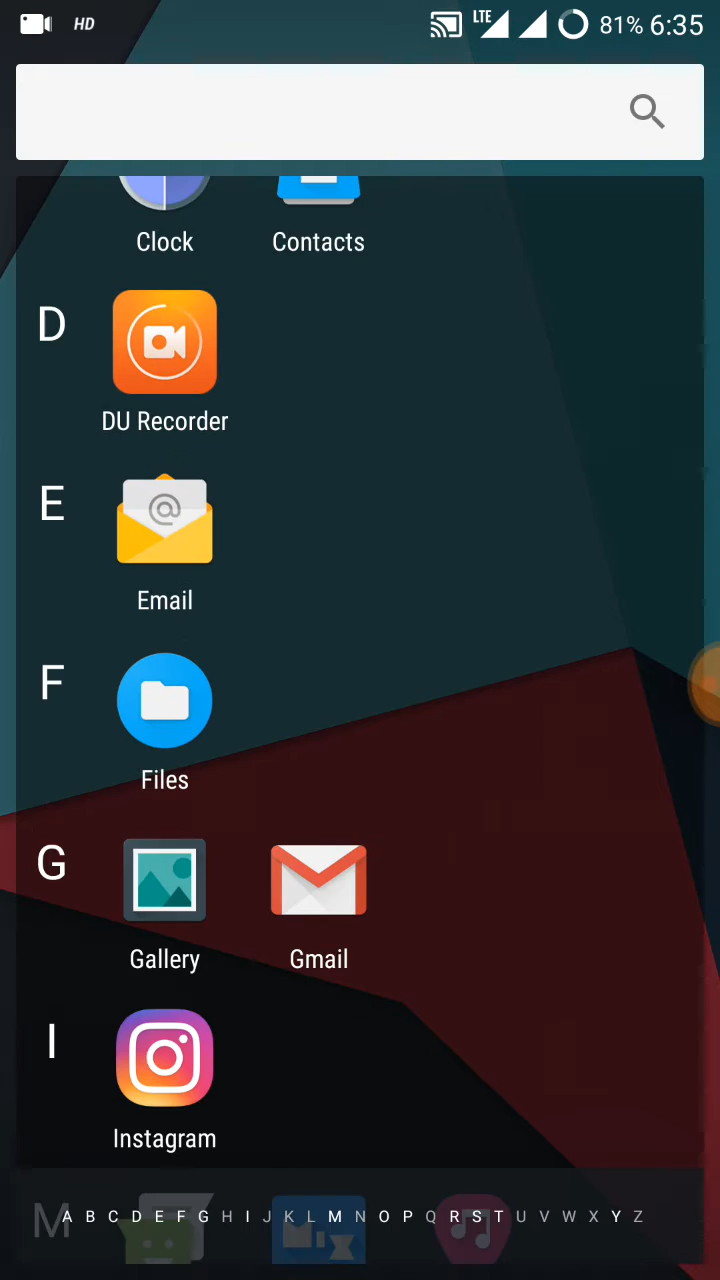 HD LTE 81% 6:35
Clock Contacts
D
DU Recorder
E
@
Email
F
Files
G
Gallery Gmail
I
Instagram
M
A B C D E F G H I J K L M N O P Q R S T U V W X Y Z